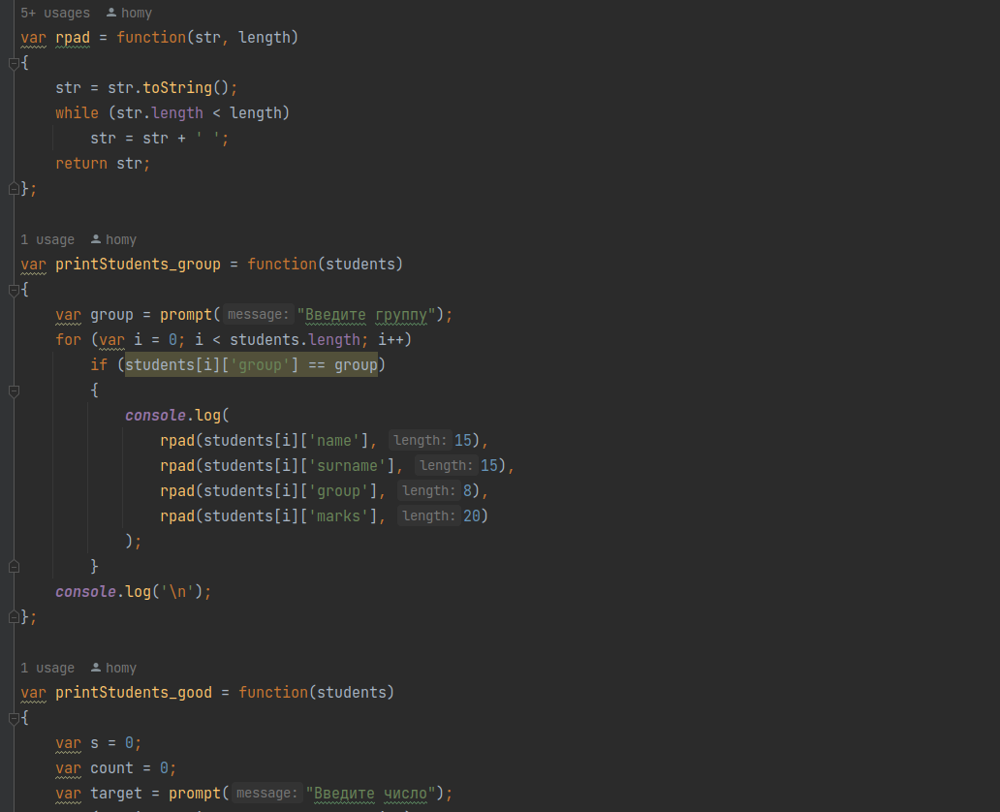 5+ usages homy
var rpad = function(str, length)
{
    str = str.toString();
    while (str.length < length)
        str = str + ' ';
    return str;
};
1 usage homy
var printStudents_group = function(students)
{
    var group = prompt( message: "Введите группу");
    for (var i = 0; i < students.length; i++)
        if (students[i]['group'] == group)
        {
            console.log(
                rpad(students[i]['name'], length: 15),
                rpad(students[i]['surname'], length: 15),
                rpad(students[i]['group'], length: 8),
                rpad(students[i]['marks'], length: 20)
            );
        }
    console.log('\n');
};
1 usage homy
var printStudents_good = function(students)
{
    var s = 0;
    var count = 0;
    var target = prompt( message: "Введите число");